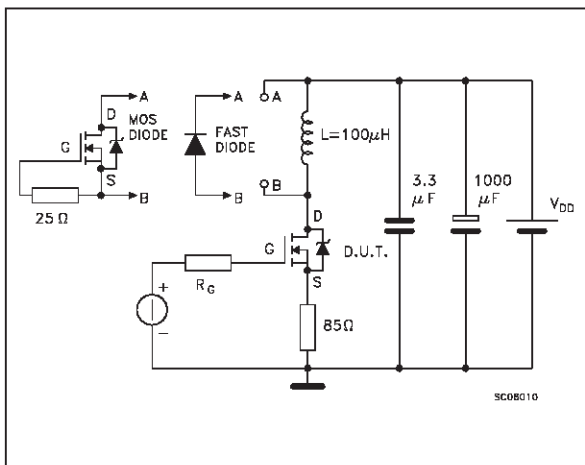 A
D
MOS
DIODE
G
S
B
25 Ω
A
FAST
DIODE
B
A
L=100µH
B
D
G
D.U.T.
S
RG
+
−
85Ω
3.3
µF
1000
µF
VDD
SC08010